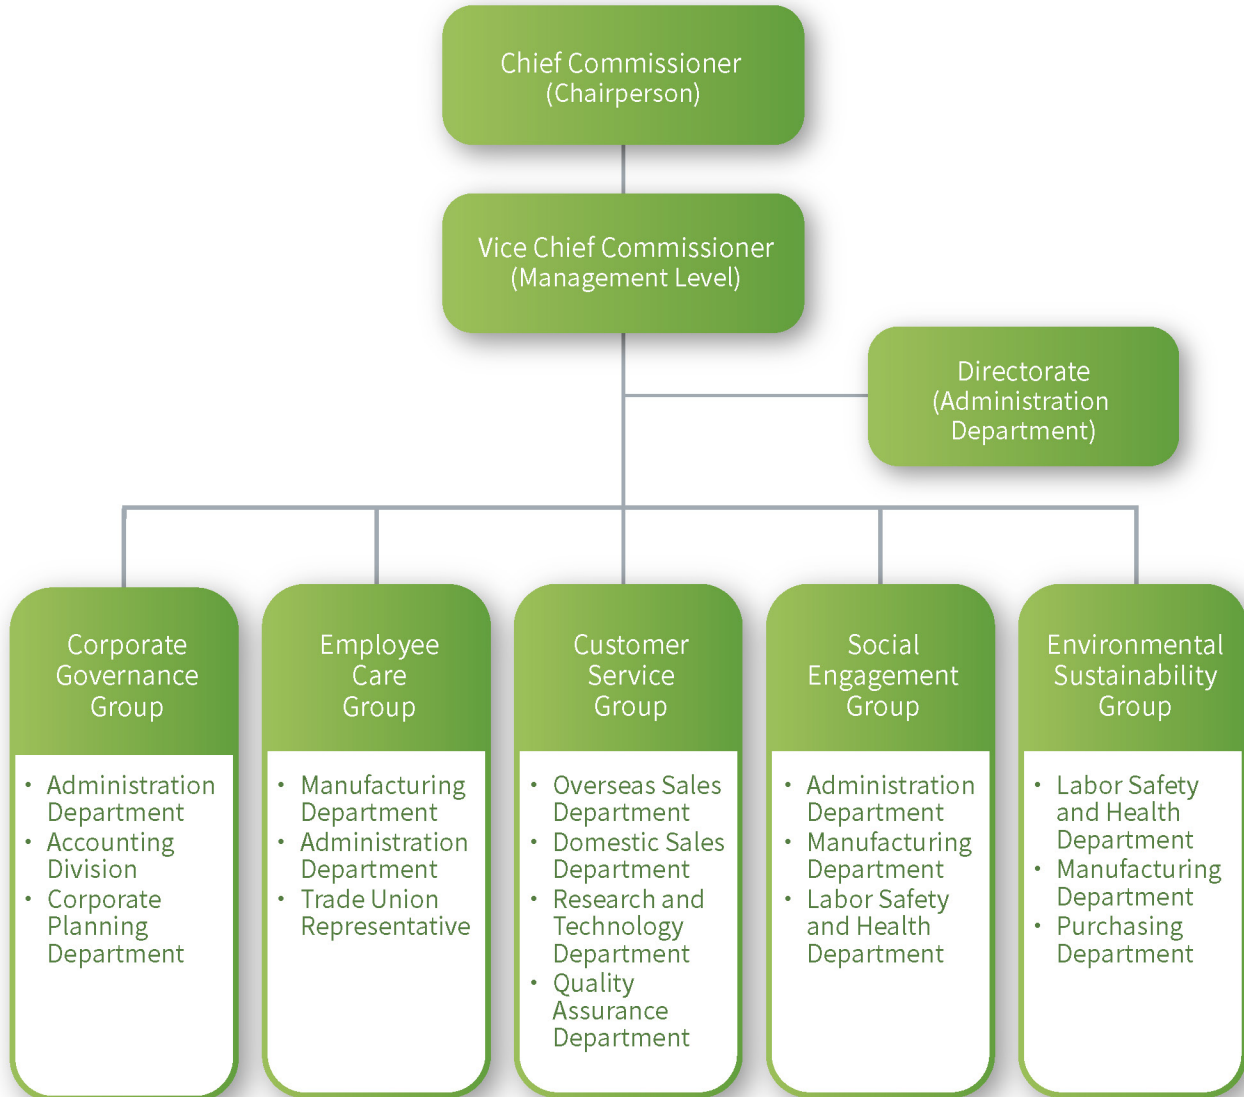 Chief Commissioner
(Chairperson)
Vice Chief Commissioner
(Management Level)
Directorate
(Administration
Department)
Corporate
Governance
Group
• Administration
Department
• Accounting
Division
• Corporate
Planning
Department
Employee
Care
Group
• Manufacturing
Department
• Administration
Department
• Trade Union
Representative
Customer
Service
Group
• Overseas Sales
Department
• Domestic Sales
Department
• Research and
Technology
Department
• Quality
Assurance
Department
Social
Engagement
Group
• Administration
Department
• Manufacturing
Department
• Labor Safety
and Health
Department
Environmental
Sustainability
Group
• Labor Safety
and Health
Department
• Manufacturing
Department
• Purchasing
Department